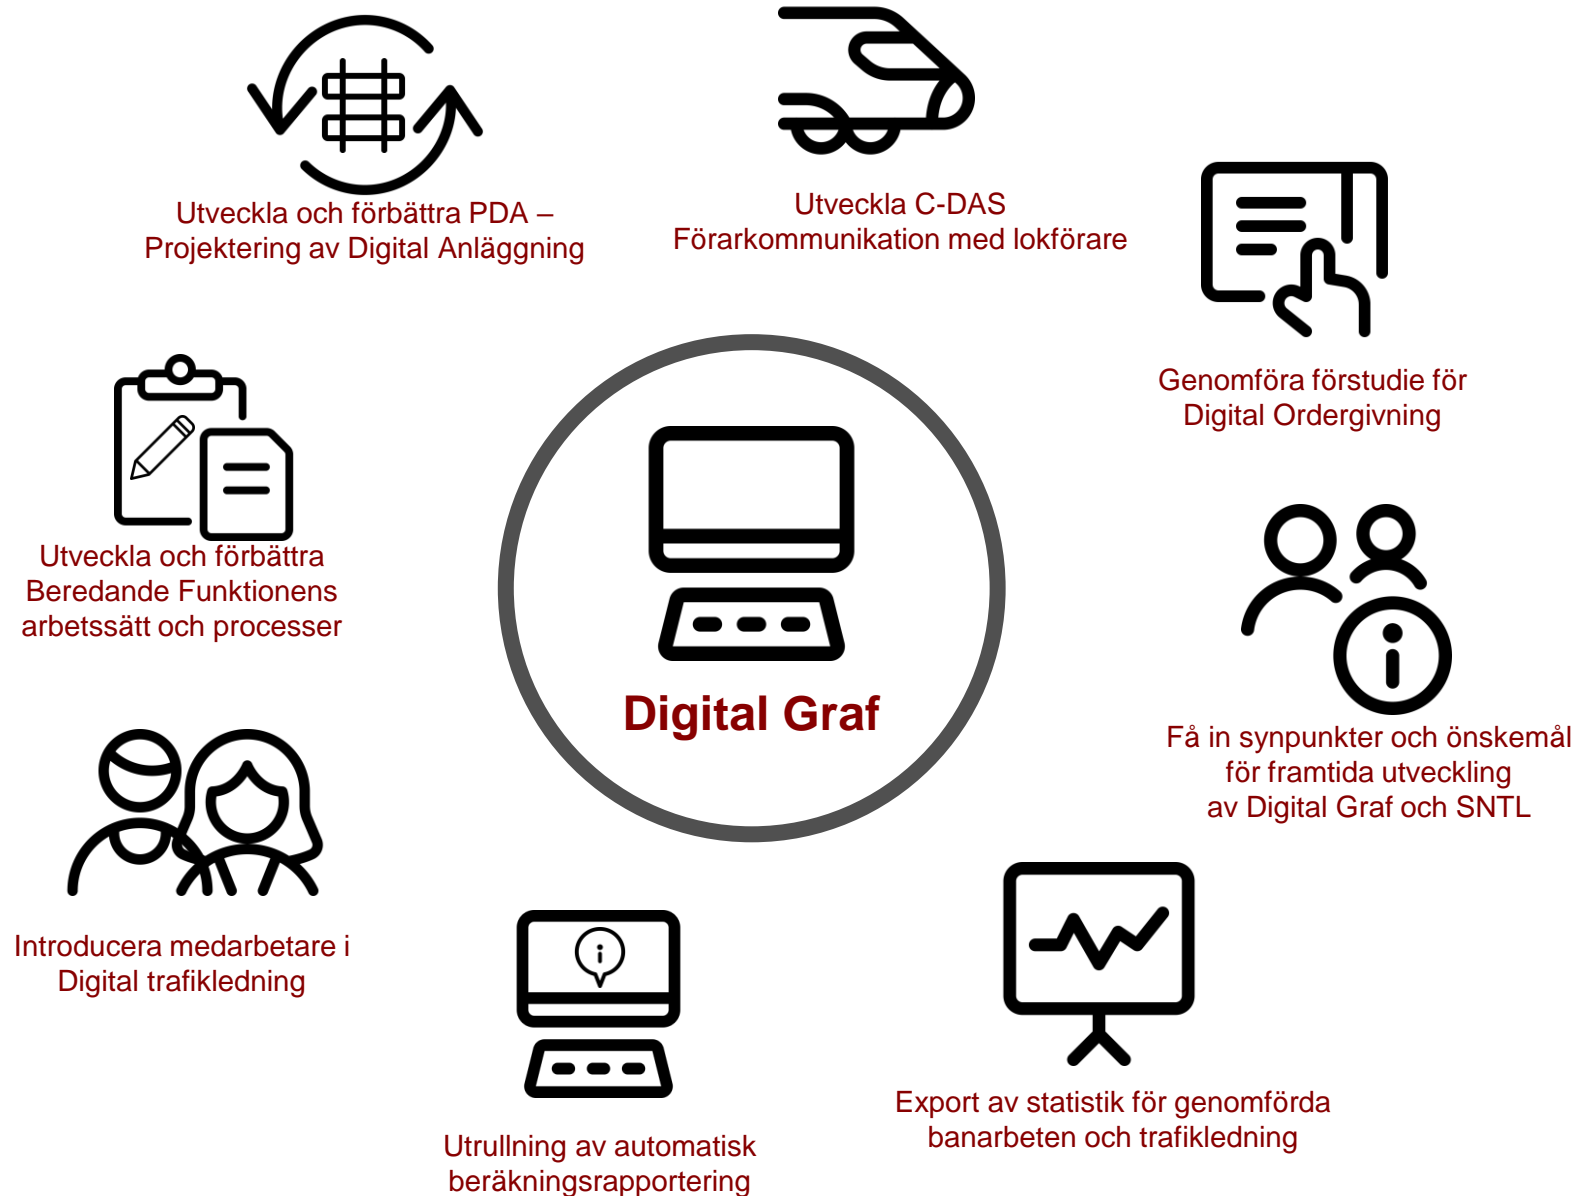 Utveckla och förbättra PDA –
Projektering av Digital Anläggning
Utveckla C-DAS
Förarkommunikation med lokförare
Genomföra förstudie för
Digital Ordergivning
Utveckla och förbättra
Beredande Funktionens
arbetssätt och processer
Digital Graf
Få in synpunkter och önskemål
för framtida utveckling
av Digital Graf och SNTL
Introducera medarbetare i
Digital trafikledning
Export av statistik för genomförda
banarbeten och trafikledning
Utrullning av automatisk
beräkningsrapportering